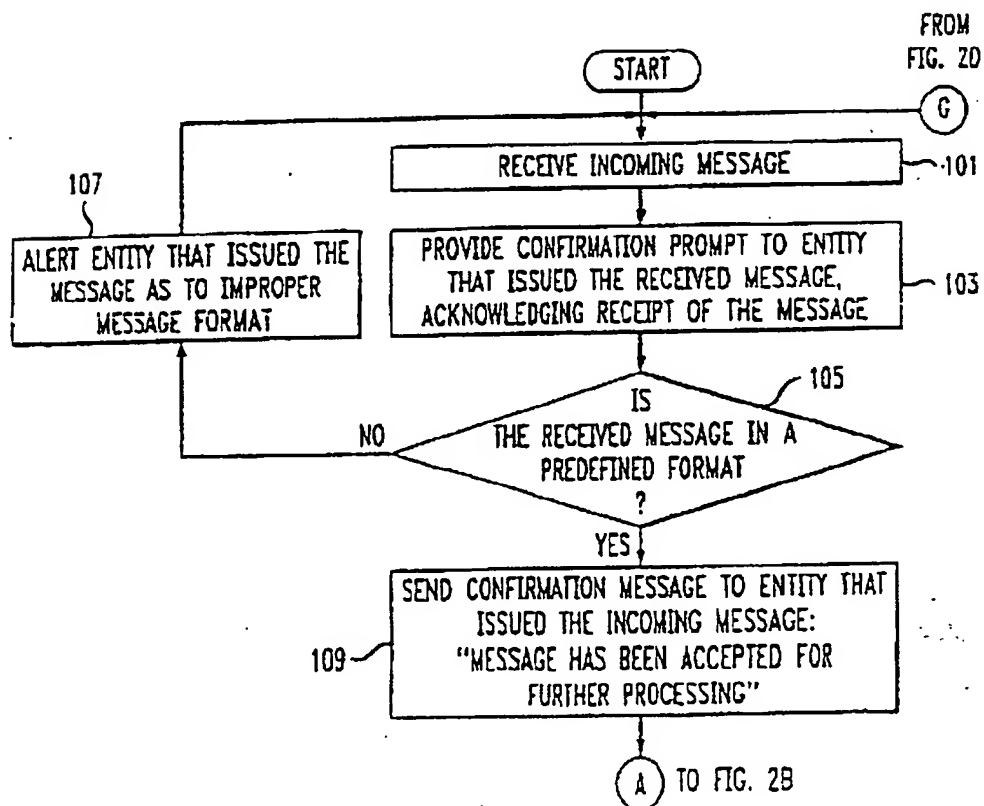 FROM
FIG. 2D
G
START
RECEIVE INCOMING MESSAGE
101
PROVIDE CONFIRMATION PROMPT TO ENTITY
THAT ISSUED THE RECEIVED MESSAGE,
ACKNOWLEDGING RECEIPT OF THE MESSAGE
103
107
ALERT ENTITY THAT ISSUED THE
MESSAGE AS TO IMPROPER
MESSAGE FORMAT
105
IS
THE RECEIVED MESSAGE IN A
PREDEFINED FORMAT
?
NO
YES
SEND CONFIRMATION MESSAGE TO ENTITY THAT
ISSUED THE INCOMING MESSAGE:
"MESSAGE HAS BEEN ACCEPTED FOR
FURTHER PROCESSING"
109
A TO FIG. 2B